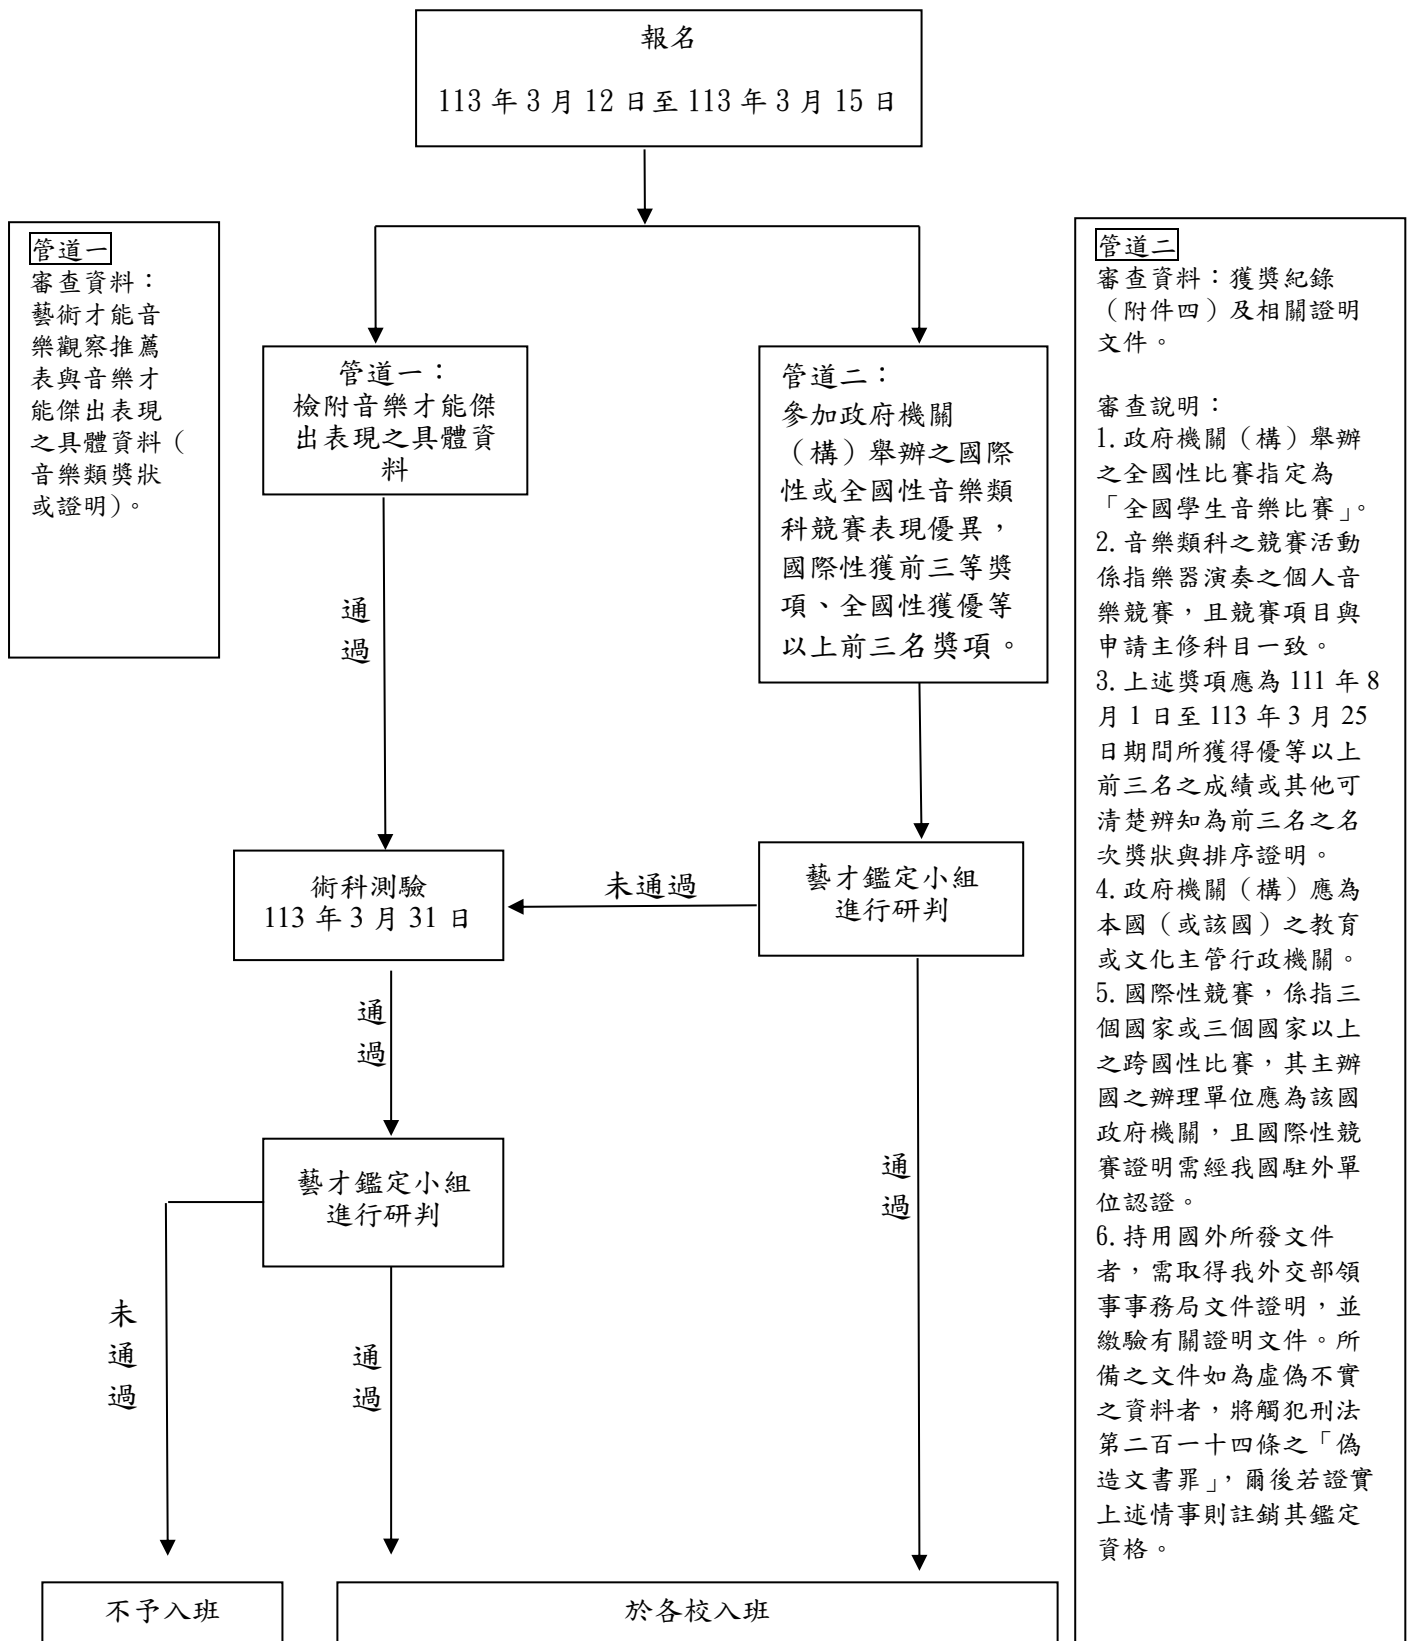 報名
113 年 3 月 12 日至 113 年 3 月 15 日
管道一
審查資料：
藝術才能音
樂觀察推薦
表與音樂才
能傑出表現
之具體資料（
音樂類獎狀
或證明）。
管道一：
檢附音樂才能傑
出表現之具體資
料
管道二：
參加政府機關
（構）舉辦之國際
性或全國性音樂類
科競賽表現優異，
國際性獲前三等獎
項、全國性獲優等
以上前三名獎項。
管道二
審查資料：獲獎紀錄
（附件四）及相關證明
文件。
審查說明：
1. 政府機關（構）舉辦
之全國性比賽指定為
「全國學生音樂比賽」。
2. 音樂類科之競賽活動
係指樂器演奏之個人音
樂競賽，且競賽項目與
申請主修科目一致。
3. 上述獎項應為 111 年 8
月 1 日至 113 年 3 月 25
日期間所獲得優等以上
前三名之成績或其他可
清楚辨知為前三名之名
次獎狀與排序證明。
4. 政府機關（構）應為
本國（或該國）之教育
或文化主管行政機關。
5. 國際性競賽，係指三
個國家或三個國家以上
之跨國性比賽，其主辦
國之辦理單位應為該國
政府機關，且國際性競
賽證明需經我國駐外單
位認證。
6. 持用國外所發文件
者，需取得我外交部領
事事務局文件證明，並
繳驗有關證明文件。所
備之文件如為虛偽不實
之資料者，將觸犯刑法
第二百一十四條之「偽
造文書罪」，爾後若證實
上述情事則註銷其鑑定
資格。
通
過
術科測驗
113 年 3 月 31 日
未通過
藝才鑑定小組
進行研判
通
過
藝才鑑定小組
進行研判
通
過
未
通
過
通
過
不予入班
於各校入班